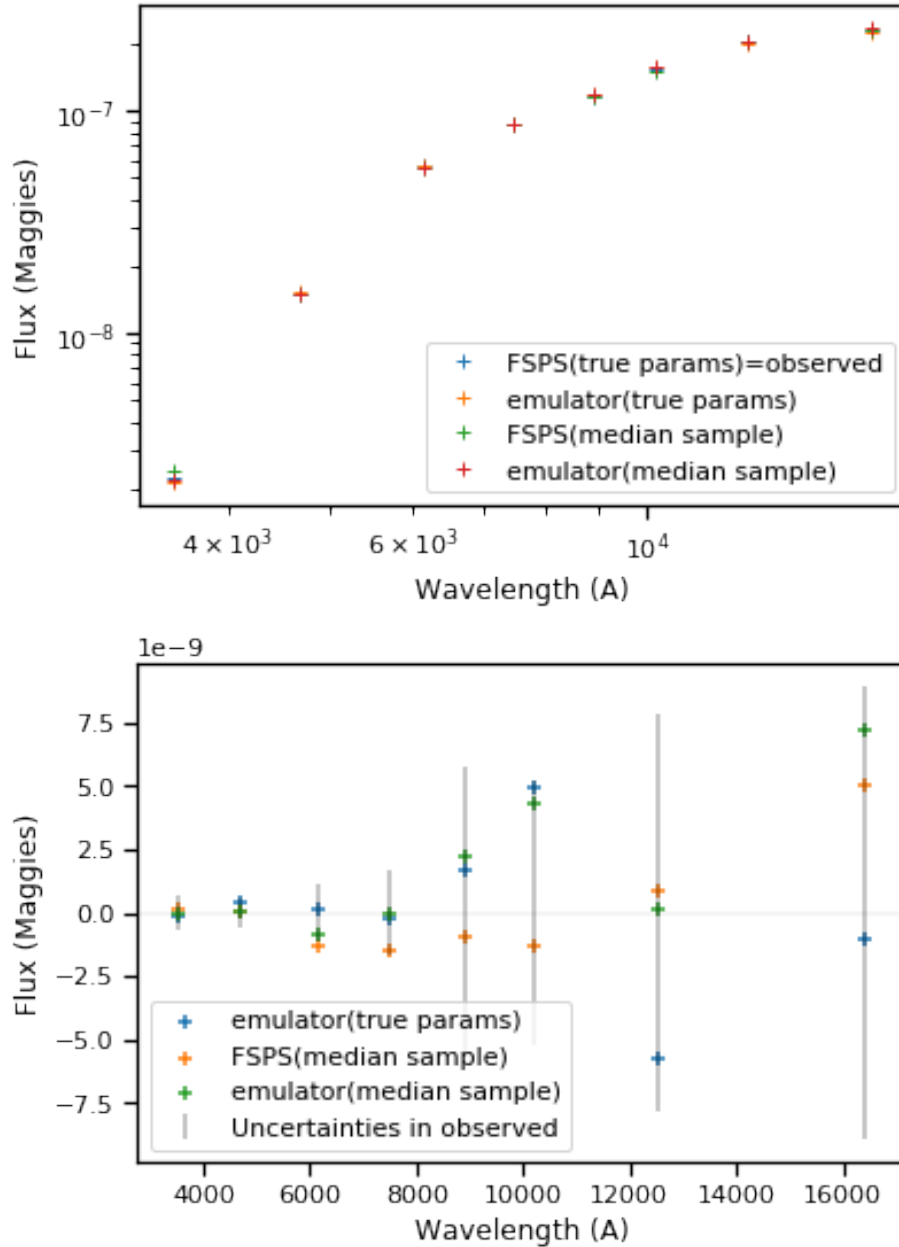 10⁻⁷
10⁻⁸
Flux (Maggies)
FSPS(true params)=observed
emulator(true params)
FSPS(median sample)
emulator(median sample)
4 × 10³
6 × 10³
10⁴
Wavelength (A)
1e−9
7.5
5.0
2.5
0.0
−2.5
−5.0
−7.5
Flux (Maggies)
emulator(true params)
FSPS(median sample)
emulator(median sample)
Uncertainties in observed
4000
6000
8000
10000
12000
14000
16000
Wavelength (A)